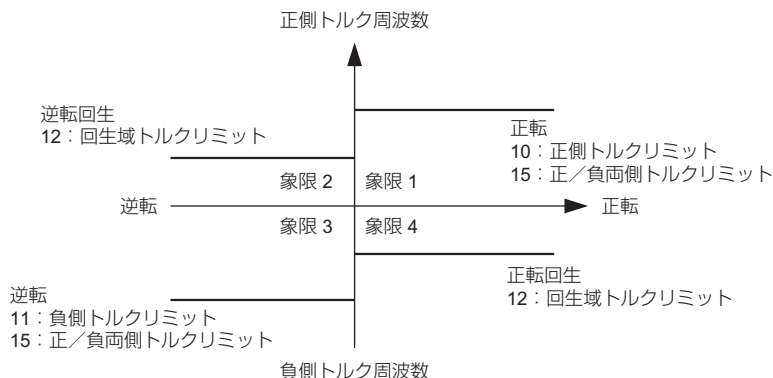 正側トルク周波数
逆転回生
12：回生域トルクリミット
正転
10：正側トルクリミット
15：正／負両側トルクリミット
象限 2
象限 1
逆転
正転
象限 3
象限 4
正転回生
12：回生域トルクリミット
逆転
11：負側トルクリミット
15：正／負両側トルクリミット
負側トルク周波数